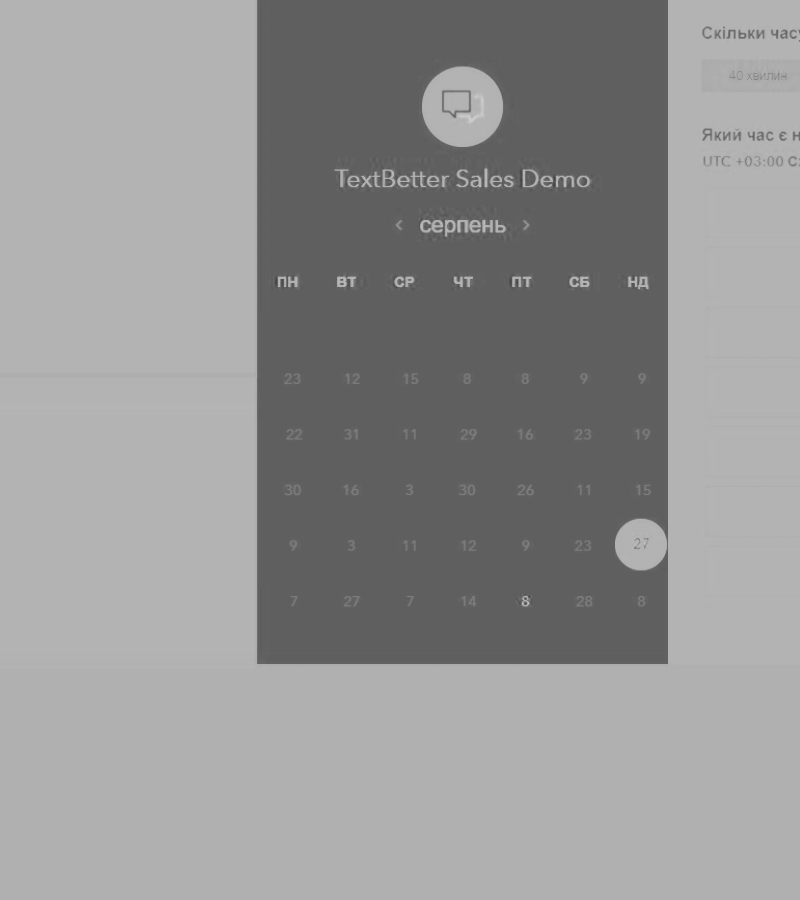 Скільки час
40 хвилин
TextBetter Sales Demo
серпень
ПН ВТ СР ЧТ ПТ СБ НД
Який час є н
UTC +03:00
23 12 15 8 8 9 9
22 31 11 29 16 23 19
30 16 3 30 26 11 15
9 3 11 12 9 23 27
7 27 7 14 8 28 8